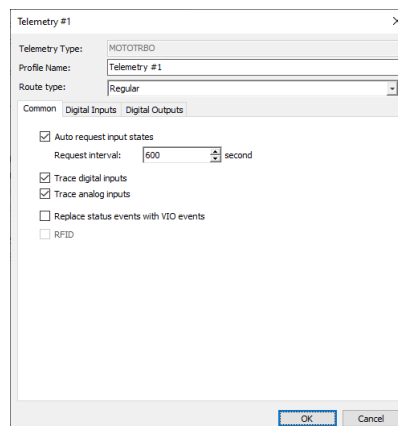 Telemetry #1
Telemetry Type: MOTOTRBO
Profile Name: Telemetry #1
Route type: Regular
Common Digital Inputs Digital Outputs
Auto request input states
Request interval: 600 second
Trace digital inputs
Trace analog inputs
Replace status events with VIO events
RFID
OK Cancel